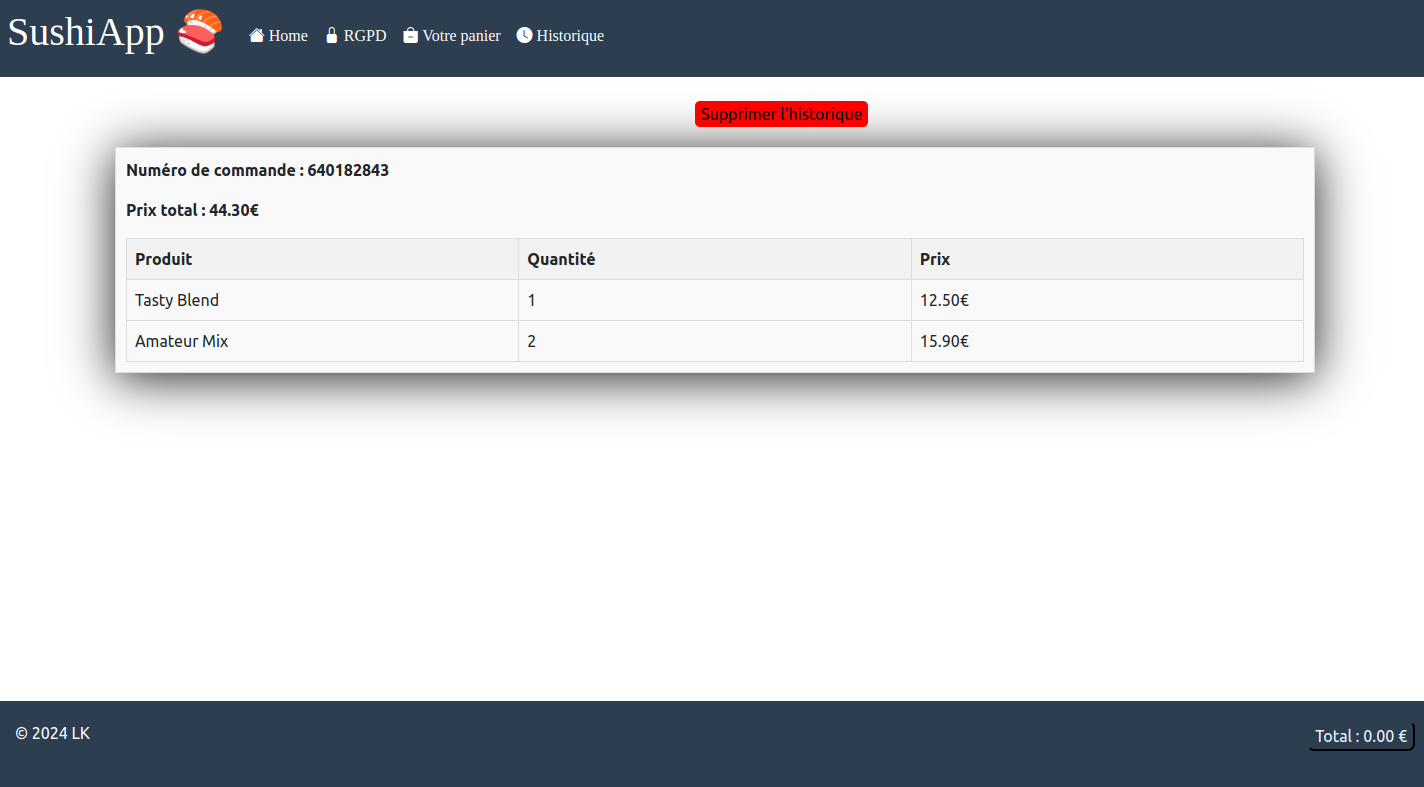 SushiApp
Home RGPD Votre panier Historique
Supprimer l'historique
Numéro de commande : 640182843
Prix total : 44.30€
Produit Quantité Prix
Tasty Blend 1 12.50€
Amateur Mix 2 15.90€
© 2024 LK
Total : 0.00 €